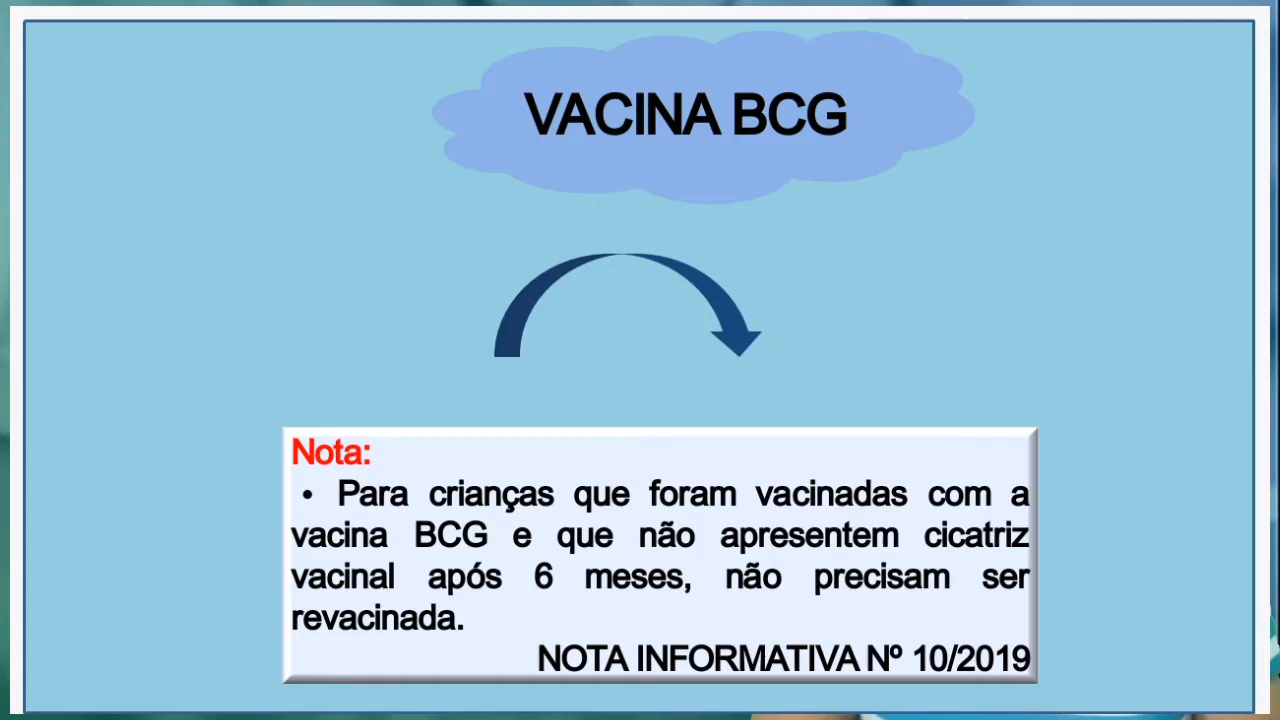 VACINA BCG
Nota:
• Para crianças que foram vacinadas com a
vacina BCG e que não apresentem cicatriz
vacinal após 6 meses, não precisam ser
revacinada.
NOTA INFORMATIVA Nº 10/2019